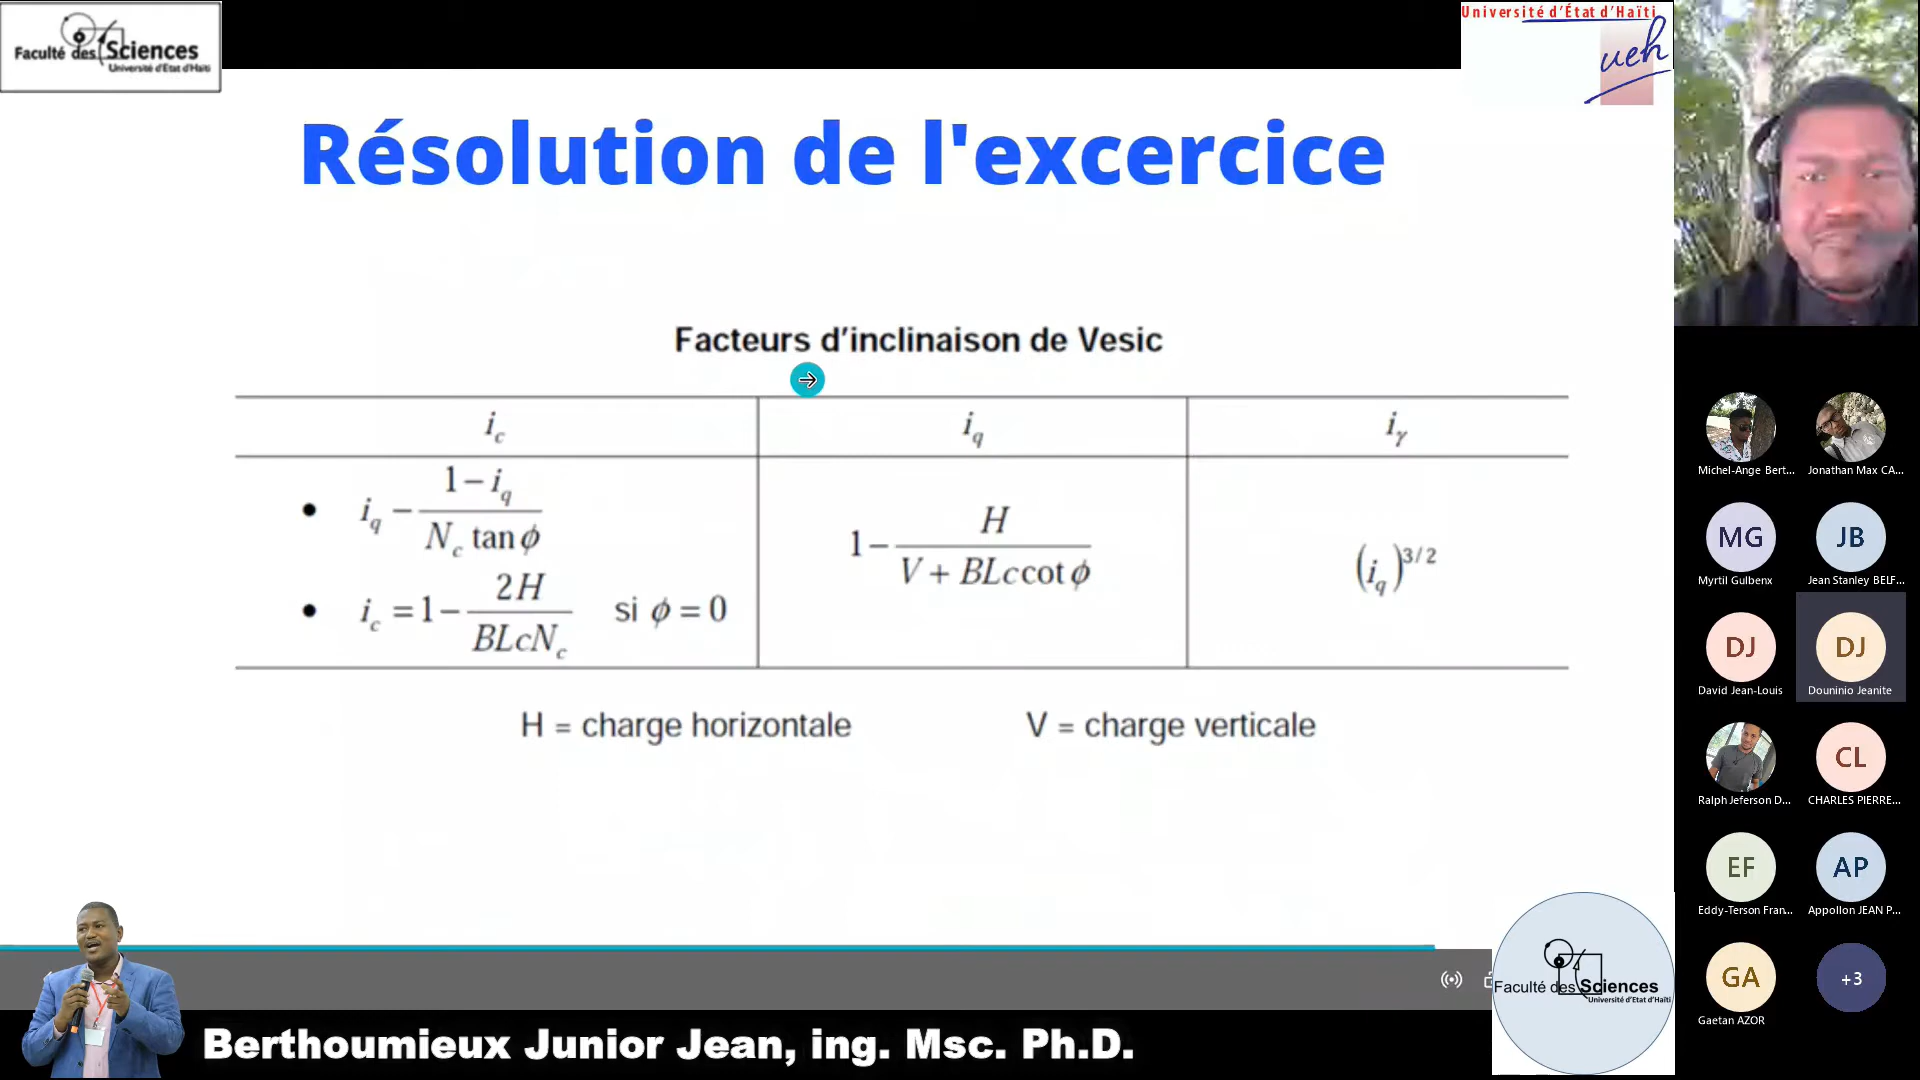 Faculté des Sciences
Université d'Etat d'Haïti
Université d'État d'Haïti
ueh
Résolution de l'excercice
Facteurs d'inclinaison de Vesic
i_c | i_q | i_γ
• i_q − (1 − i_q) / (N_c tan ϕ)
• i_c = 1 − 2H / (BLcN_c) si ϕ = 0
1 − H / (V + BLc cot ϕ)
(i_q)^3/2
H = charge horizontale V = charge verticale
Michel-Ange Bert...
Jonathan Max CA...
MG
Myrtil Gulbenx
JB
Jean Stanley BELF...
DJ
David Jean-Louis
DJ
Douninio Jeanite
Ralph Jeferson D...
CL
CHARLES PIERRE...
EF
Eddy-Terson Fran...
AP
Appollon JEAN P...
GA
Gaetan AZOR
+3
Faculté des Sciences
Université d'Etat d'Haïti
Berthoumieux Junior Jean, ing. Msc. Ph.D.